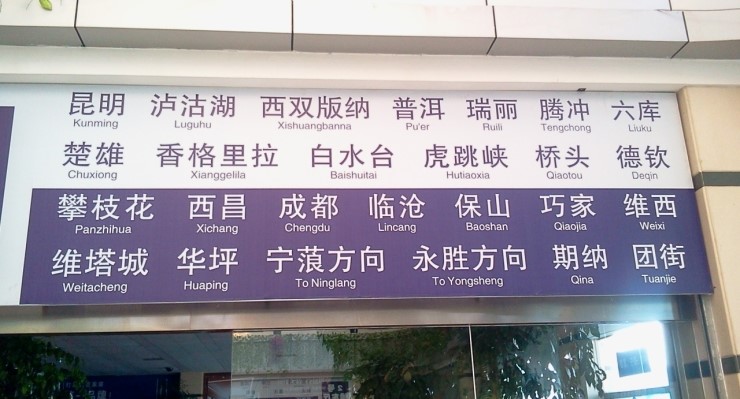 昆明 泸沽湖 西双版纳 普洱 瑞丽 腾冲 六库
Kunming Luguhu Xishuangbanna Pu'er Ruili Tengchong Liuku
楚雄 香格里拉 白水台 虎跳峡 桥头 德钦
Chuxiong Xianggelila Baishuitai Hutiaoxia Qiaotou Deqin
攀枝花 西昌 成都 临沧 保山 巧家 维西
Panzhihua Xichang Chengdu Lincang Baoshan Qiaojia Weixi
维塔城 华坪 宁蒗方向 永胜方向 期纳 团街
Weitacheng Huaping To Ninglang To Yongsheng Qina Tuanjie